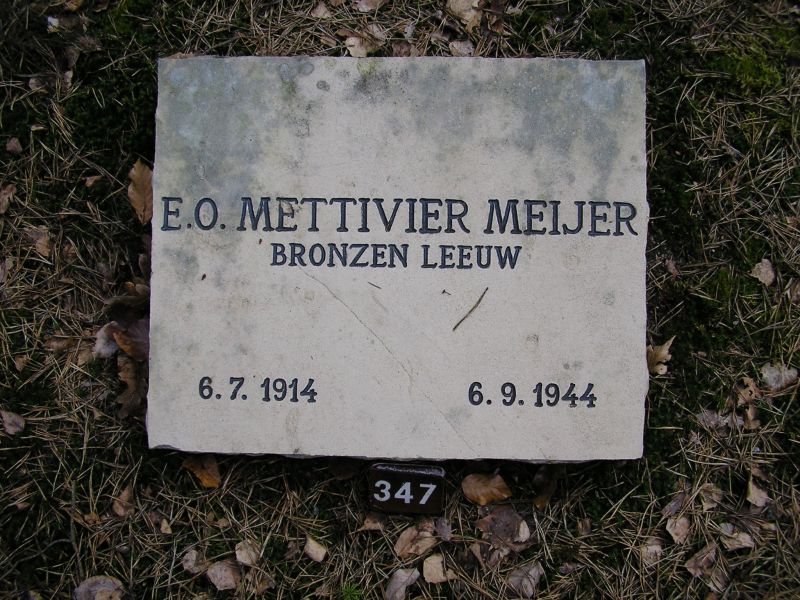 E.O. METTIVIER MEIJER
BRONZEN LEEUW
6.7. 1914 6.9. 1944
347